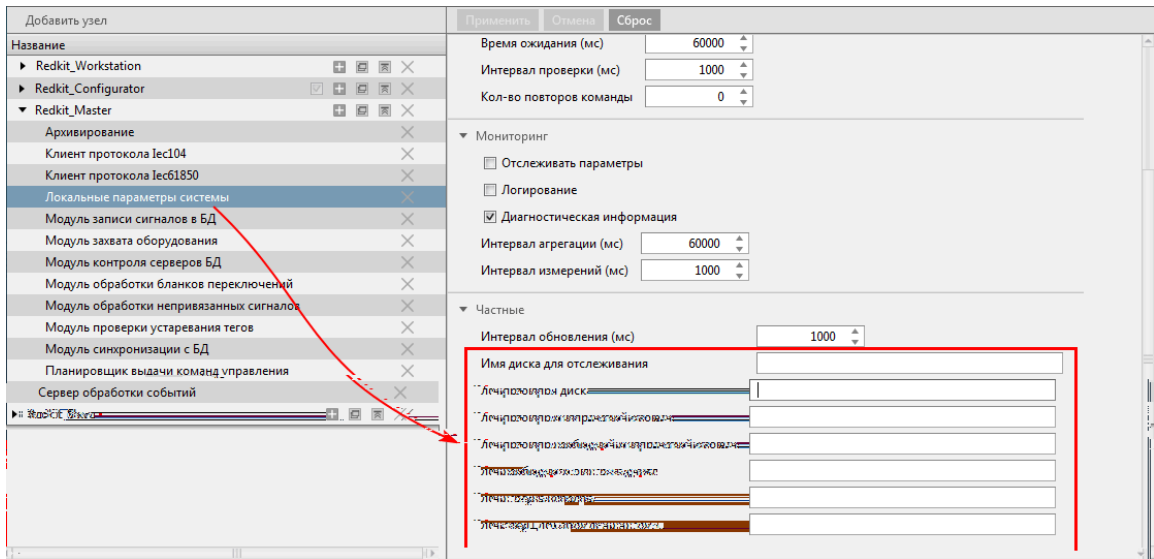 Добавить узел
Название
Redkit_Workstation
Redkit_Configurator
Redkit_Master
Архивирование
Клиент протокола Iec104
Клиент протокола Iec61850
Локальные параметры системы
Модуль записи сигналов в БД
Модуль захвата оборудования
Модуль контроля серверов БД
Модуль обработки бланков переключений
Модуль обработки непривязанных сигналов
Модуль проверки устаревания тегов
Модуль синхронизации с БД
Планировщик выдачи команд управления
Сервер обработки событий
Применить Отмена Сброс
Время ожидания (мс) 60000
Интервал проверки (мс) 1000
Кол-во повторов команды 0
Мониторинг
Отслеживать параметры
Логирование
Диагностическая информация
Интервал агрегации (мс) 60000
Интервал измерений (мс) 1000
Частные
Интервал обновления (мс) 1000
Имя диска для отслеживания
диск